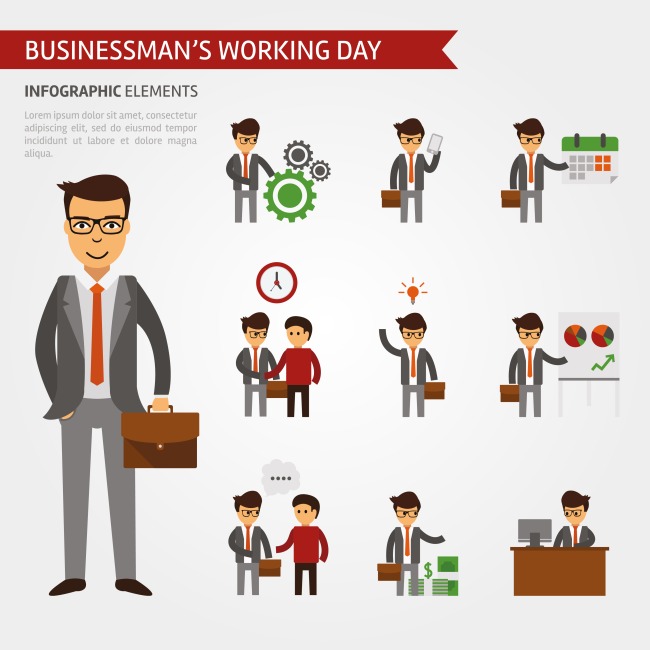 BUSINESSMAN'S WORKING DAY
INFOGRAPHIC ELEMENTS
Lorem ipsum dolor sit amet, consectetur
adipiscing elit, sed do eiusmod tempor
incididunt ut labore et dolore magna
aliqua.
$